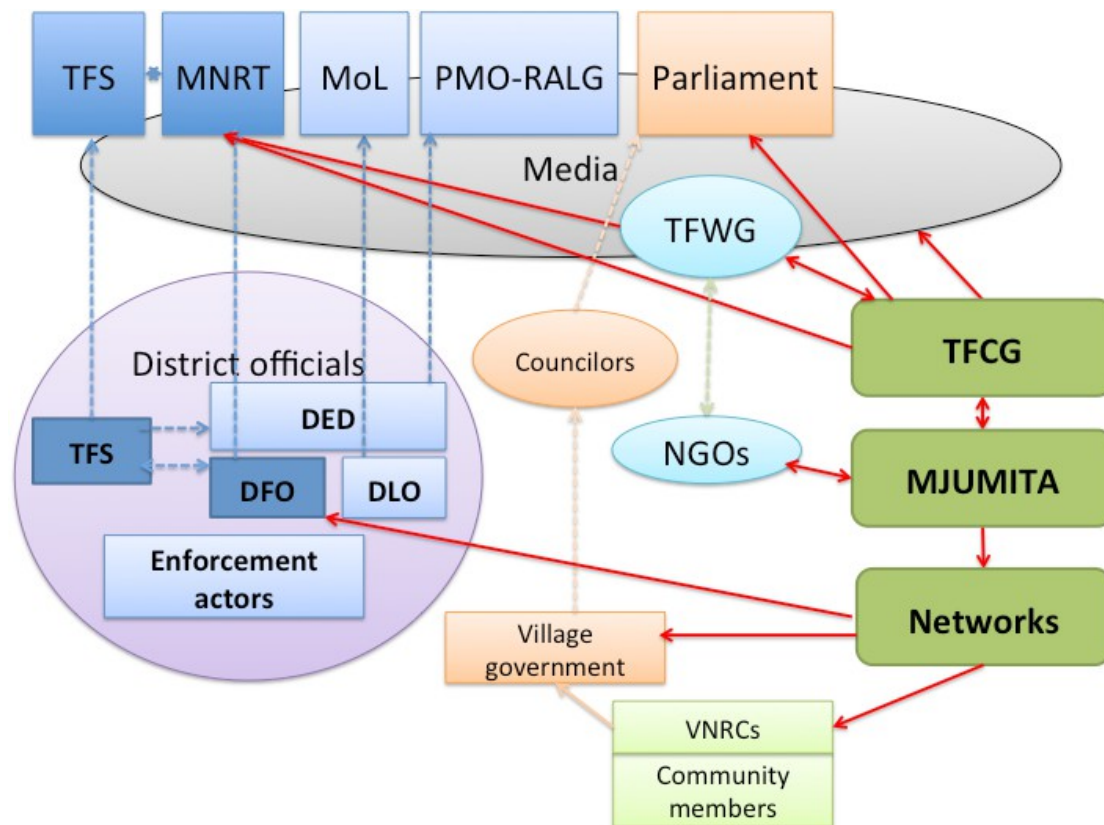 TFS
MNRT
MoL
PMO-RALG
Parliament
Media
TFWG
District officials
DED
TFS
DFO
DLO
Enforcement
actors
Councilors
NGOs
TFCG
MJUMITA
Networks
Village
government
VNRCs
Community
members